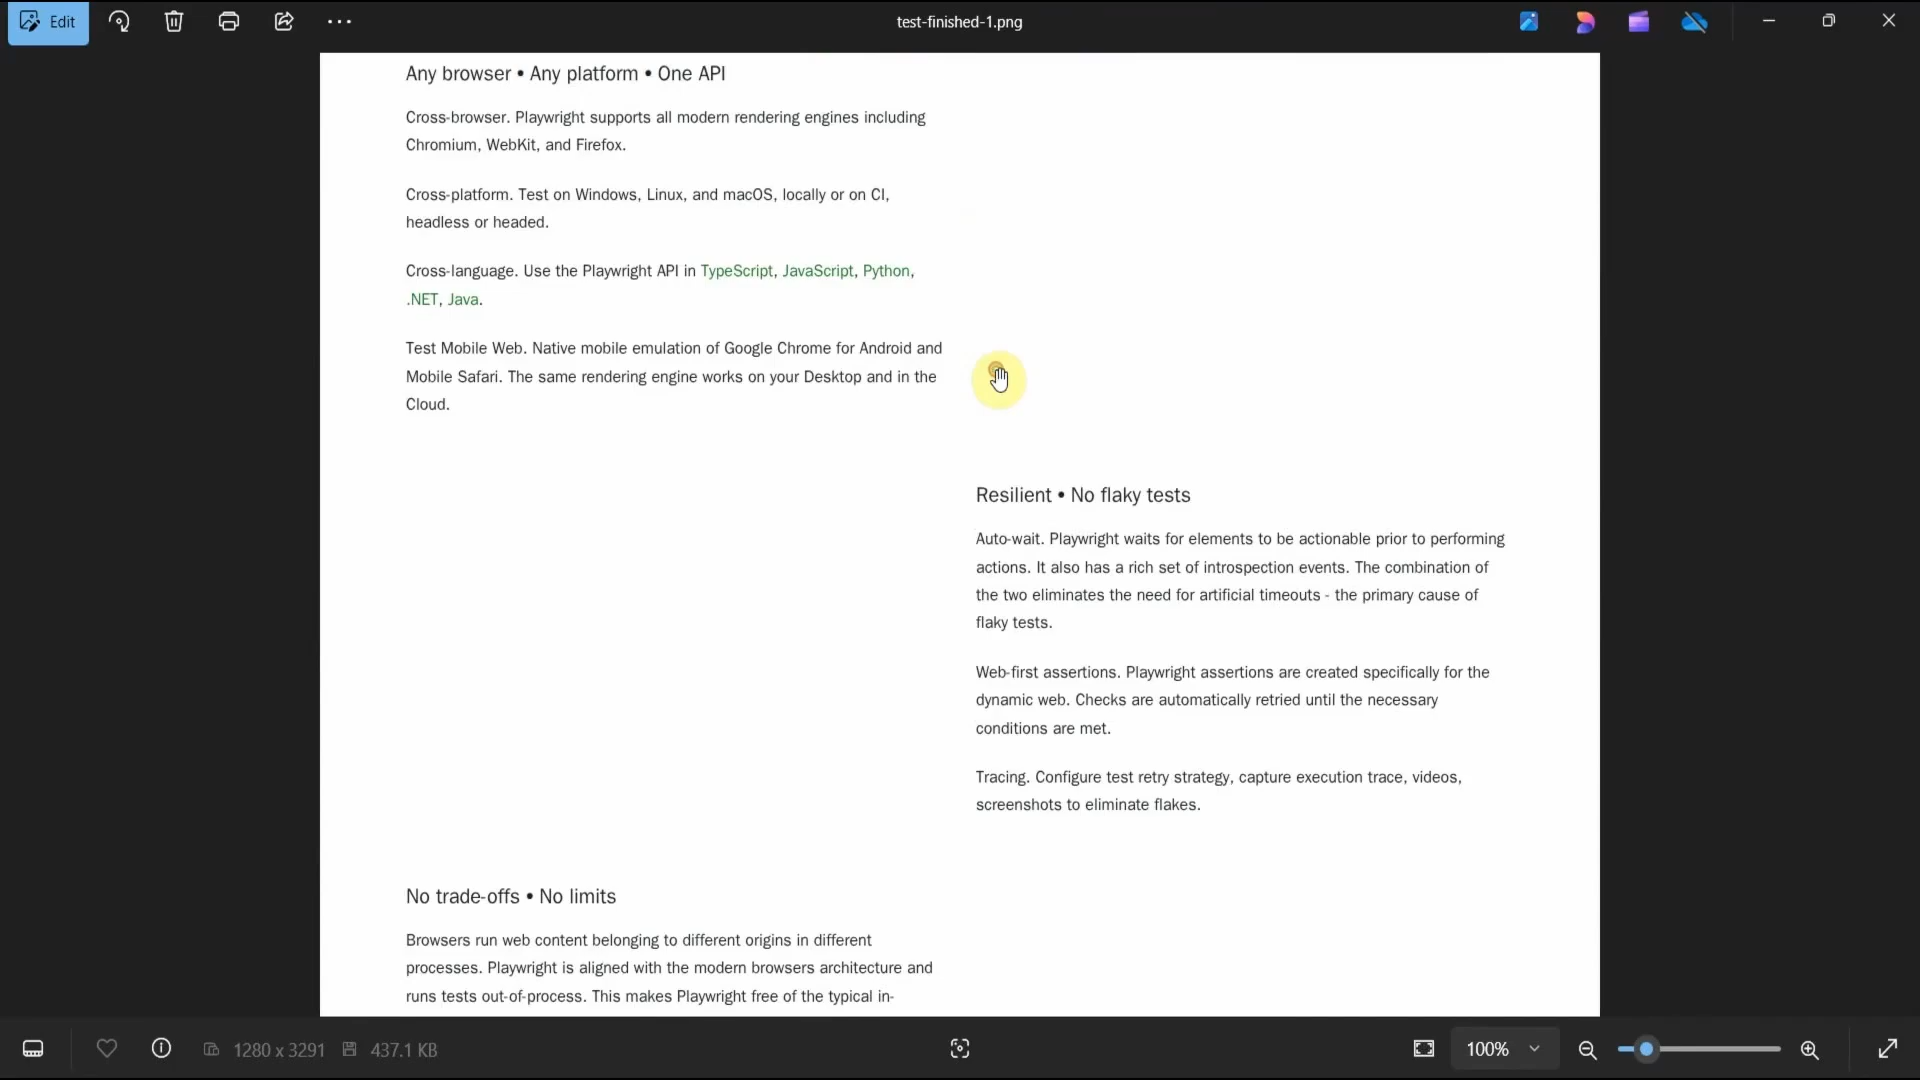 Edit
test-finished-1.png
Any browser • Any platform • One API
Cross-browser. Playwright supports all modern rendering engines including
Chromium, WebKit, and Firefox.
Cross-platform. Test on Windows, Linux, and macOS, locally or on CI,
headless or headed.
Cross-language. Use the Playwright API in TypeScript, JavaScript, Python,
.NET, Java.
Test Mobile Web. Native mobile emulation of Google Chrome for Android and
Mobile Safari. The same rendering engine works on your Desktop and in the
Cloud.
Resilient • No flaky tests
Auto-wait. Playwright waits for elements to be actionable prior to performing
actions. It also has a rich set of introspection events. The combination of
the two eliminates the need for artificial timeouts - the primary cause of
flaky tests.
Web-first assertions. Playwright assertions are created specifically for the
dynamic web. Checks are automatically retried until the necessary
conditions are met.
Tracing. Configure test retry strategy, capture execution trace, videos,
screenshots to eliminate flakes.
No trade-offs • No limits
Browsers run web content belonging to different origins in different
processes. Playwright is aligned with the modern browsers architecture and
runs tests out-of-process. This makes Playwright free of the typical in-
1280 x 3291
437.1 KB
100%